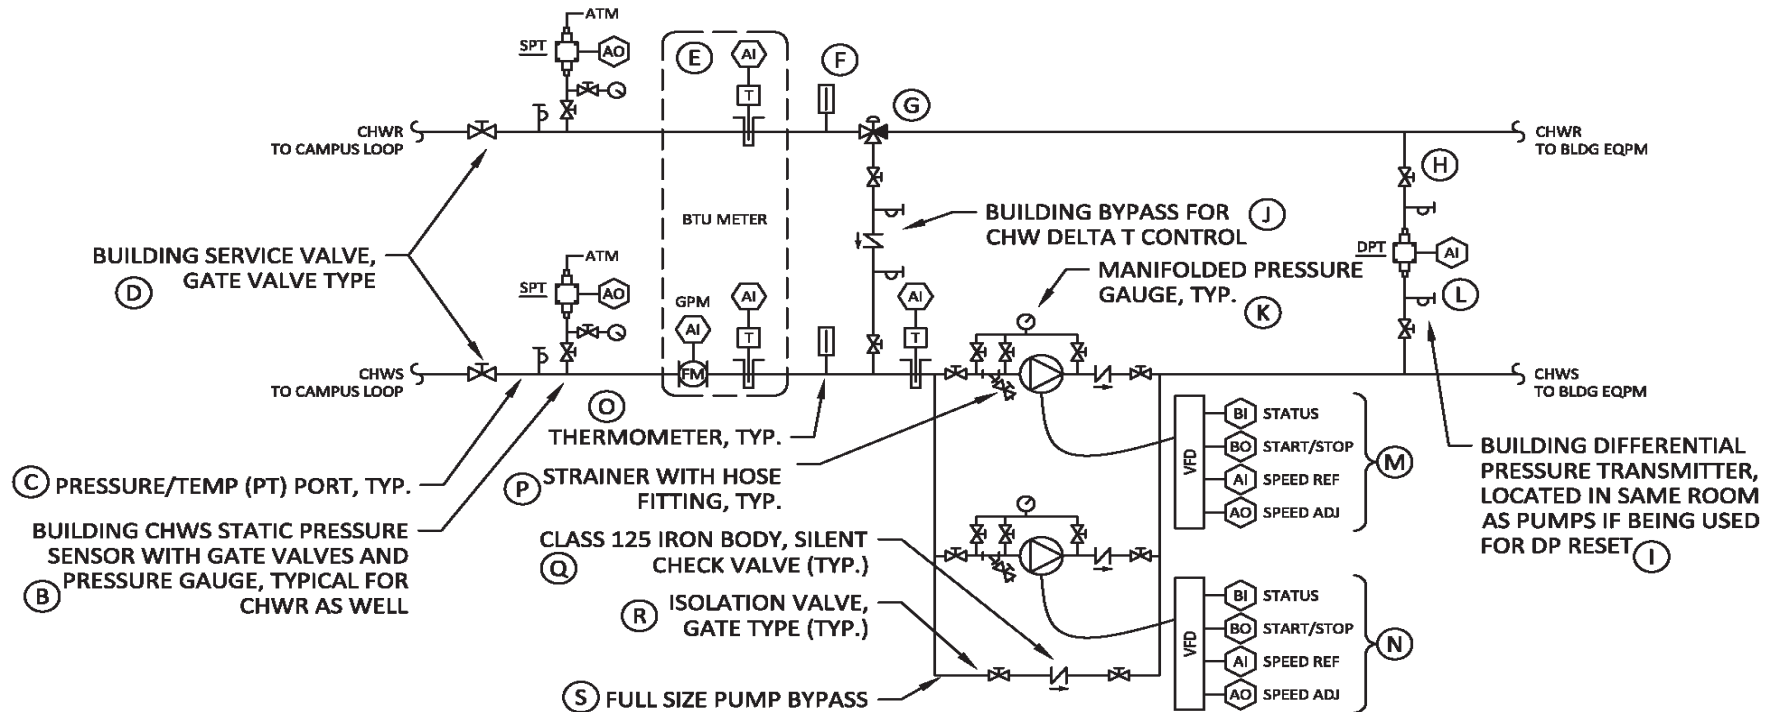 ATM
SPT
AO
E
AI
T
F
G
CHWR
TO CAMPUS LOOP
CHWR
TO BLDG EQPM
H
BTU METER
BUILDING BYPASS FOR
CHW DELTA T CONTROL
J
BUILDING SERVICE VALVE,
GATE VALVE TYPE
D
ATM
SPT
AO
GPM
AI
FM
AI
T
AI
T
MANIFOLDED PRESSURE
GAUGE, TYP.
K
DPT
AI
L
CHWS
TO CAMPUS LOOP
CHWS
TO BLDG EQPM
O
THERMOMETER, TYP.
C
PRESSURE/TEMP (PT) PORT, TYP.
P
STRAINER WITH HOSE
FITTING, TYP.
VFD
BI STATUS
BO START/STOP
AI SPEED REF
AO SPEED ADJ
M
BUILDING DIFFERENTIAL
PRESSURE TRANSMITTER,
LOCATED IN SAME ROOM
AS PUMPS IF BEING USED
FOR DP RESET
I
BUILDING CHWS STATIC PRESSURE
SENSOR WITH GATE VALVES AND
PRESSURE GAUGE, TYPICAL FOR
CHWR AS WELL
B
CLASS 125 IRON BODY, SILENT
CHECK VALVE (TYP.)
Q
R
ISOLATION VALVE,
GATE TYPE (TYP.)
VFD
BI STATUS
BO START/STOP
AI SPEED REF
AO SPEED ADJ
N
S
FULL SIZE PUMP BYPASS